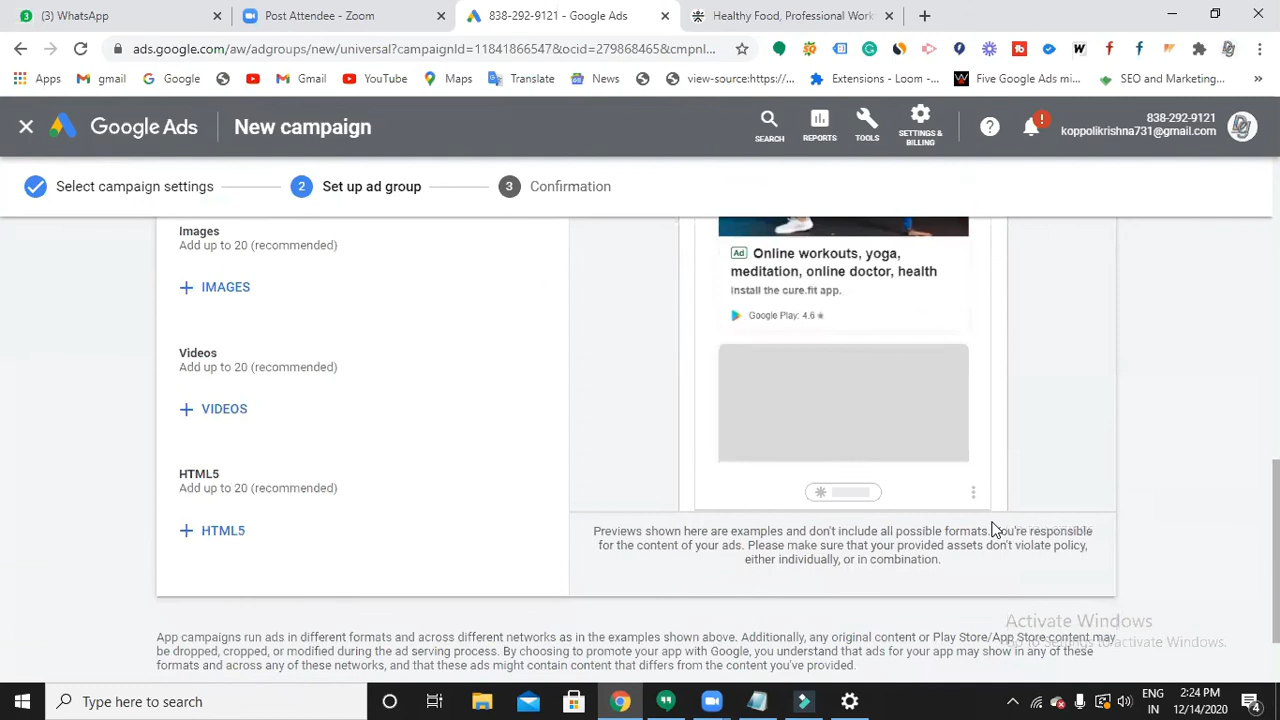 (3) WhatsApp
Post Attendee - Zoom
838-292-9121 - Google Ads
Healthy Food, Professional Work
ads.google.com/aw/adgroups/new/universal?campaignId=11841866547&ocid=279868465&cmpnl...
Apps
gmail
Google
Gmail
YouTube
Maps
Translate
News
view-source:https://...
Extensions - Loom -...
Five Google Ads mi...
SEO and Marketing...
»
Google Ads
New campaign
SEARCH
REPORTS
TOOLS
SETTINGS & BILLING
838-292-9121
koppolikrishna731@gmail.com
Select campaign settings
2 Set up ad group
3 Confirmation
Images
Add up to 20 (recommended)
+ IMAGES
Videos
Add up to 20 (recommended)
+ VIDEOS
HTML5
Add up to 20 (recommended)
+ HTML5
Ad Online workouts, yoga,
meditation, online doctor, health
Install the cure.fit app.
Google Play: 4.6
Previews shown here are examples and don't include all possible formats. You're responsible
for the content of your ads. Please make sure that your provided assets don't violate policy,
either individually, or in combination.
Activate Windows
Go to Settings to activate Windows.
App campaigns run ads in different formats and across different networks as in the examples shown above. Additionally, any original content or Play Store/App Store content may
be dropped, cropped, or modified during the ad serving process. By choosing to promote your app with Google, you understand that ads for your app may show in any of these
formats and across any of these networks, and that these ads might contain content that differs from the content you've provided.
Type here to search
ENG
IN
2:24 PM
12/14/2020
4